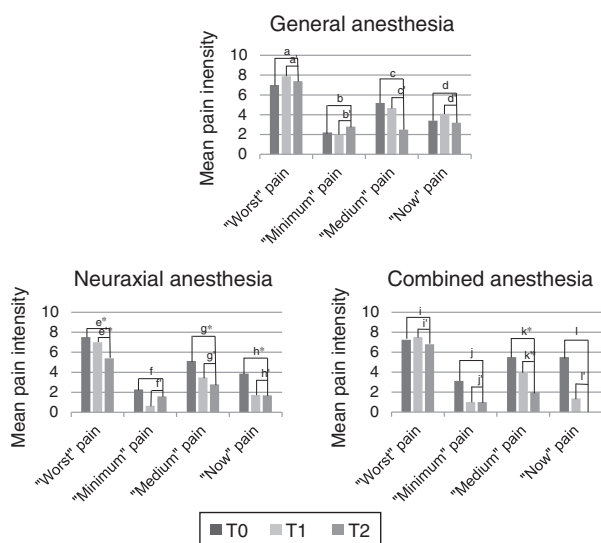 General anesthesia
Mean pain inensity
10
8
6
4
2
0
a
a'
b
b'
c
c'
d
d'
"Worst" pain
"Minimum" pain
"Medium" pain
"Now" pain
Neuraxial anesthesia
Mean pain intensity
10
8
6
4
2
0
e*
e'*
f
f'
g*
g'
h*
h'
"Worst" pain
"Minimum" pain
"Medium" pain
"Now" pain
Combined anesthesia
Mean pain intensity
10
8
6
4
2
0
i
i'
j
j'
k*
k'*
l
l'
"Worst" pain
"Minimum" pain
"Medium" pain
"Now" pain
T0 T1 T2